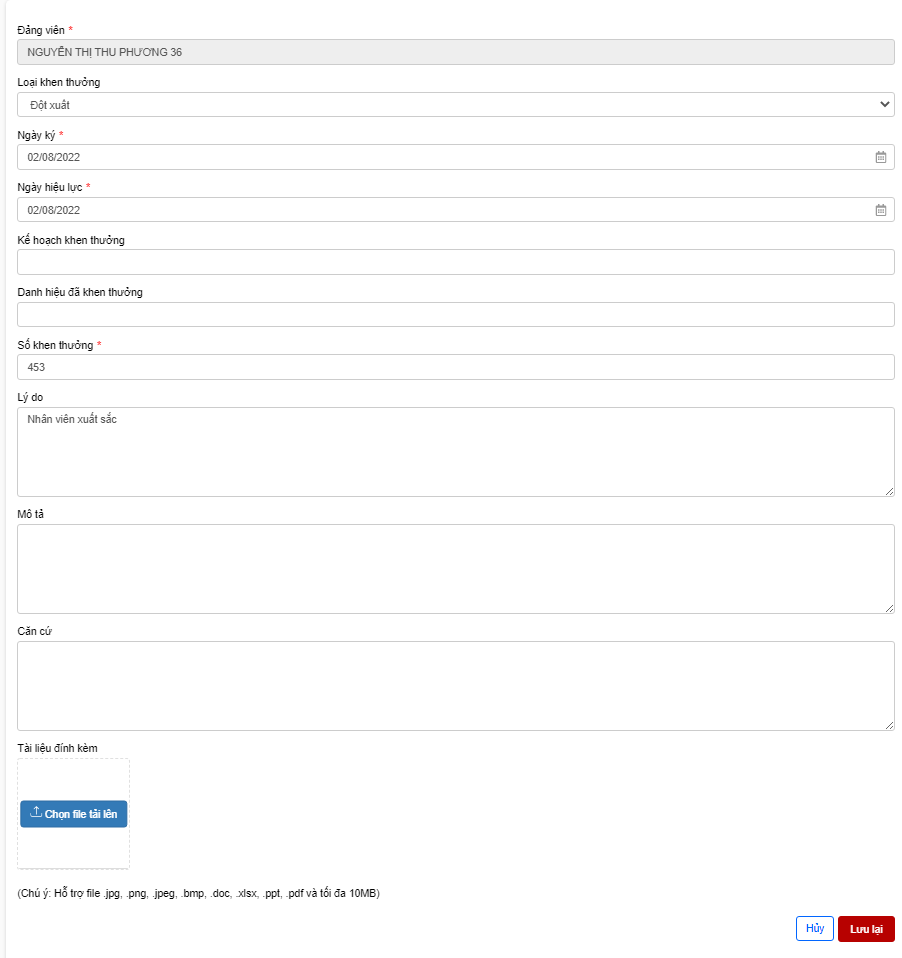 Đảng viên *
NGUYỄN THỊ THU PHƯƠNG 36
Loại khen thưởng
Đột xuất
Ngày ký *
02/08/2022
Ngày hiệu lực *
02/08/2022
Kế hoạch khen thưởng
Danh hiệu đã khen thưởng
Số khen thưởng *
453
Lý do
Nhân viên xuất sắc
Mô tả
Căn cứ
Tài liệu đính kèm
Chọn file tải lên
(Chú ý: Hỗ trợ file .jpg, .png, .jpeg, .bmp, .doc, .xlsx, .ppt, .pdf và tối đa 10MB)
Hủy Lưu lại